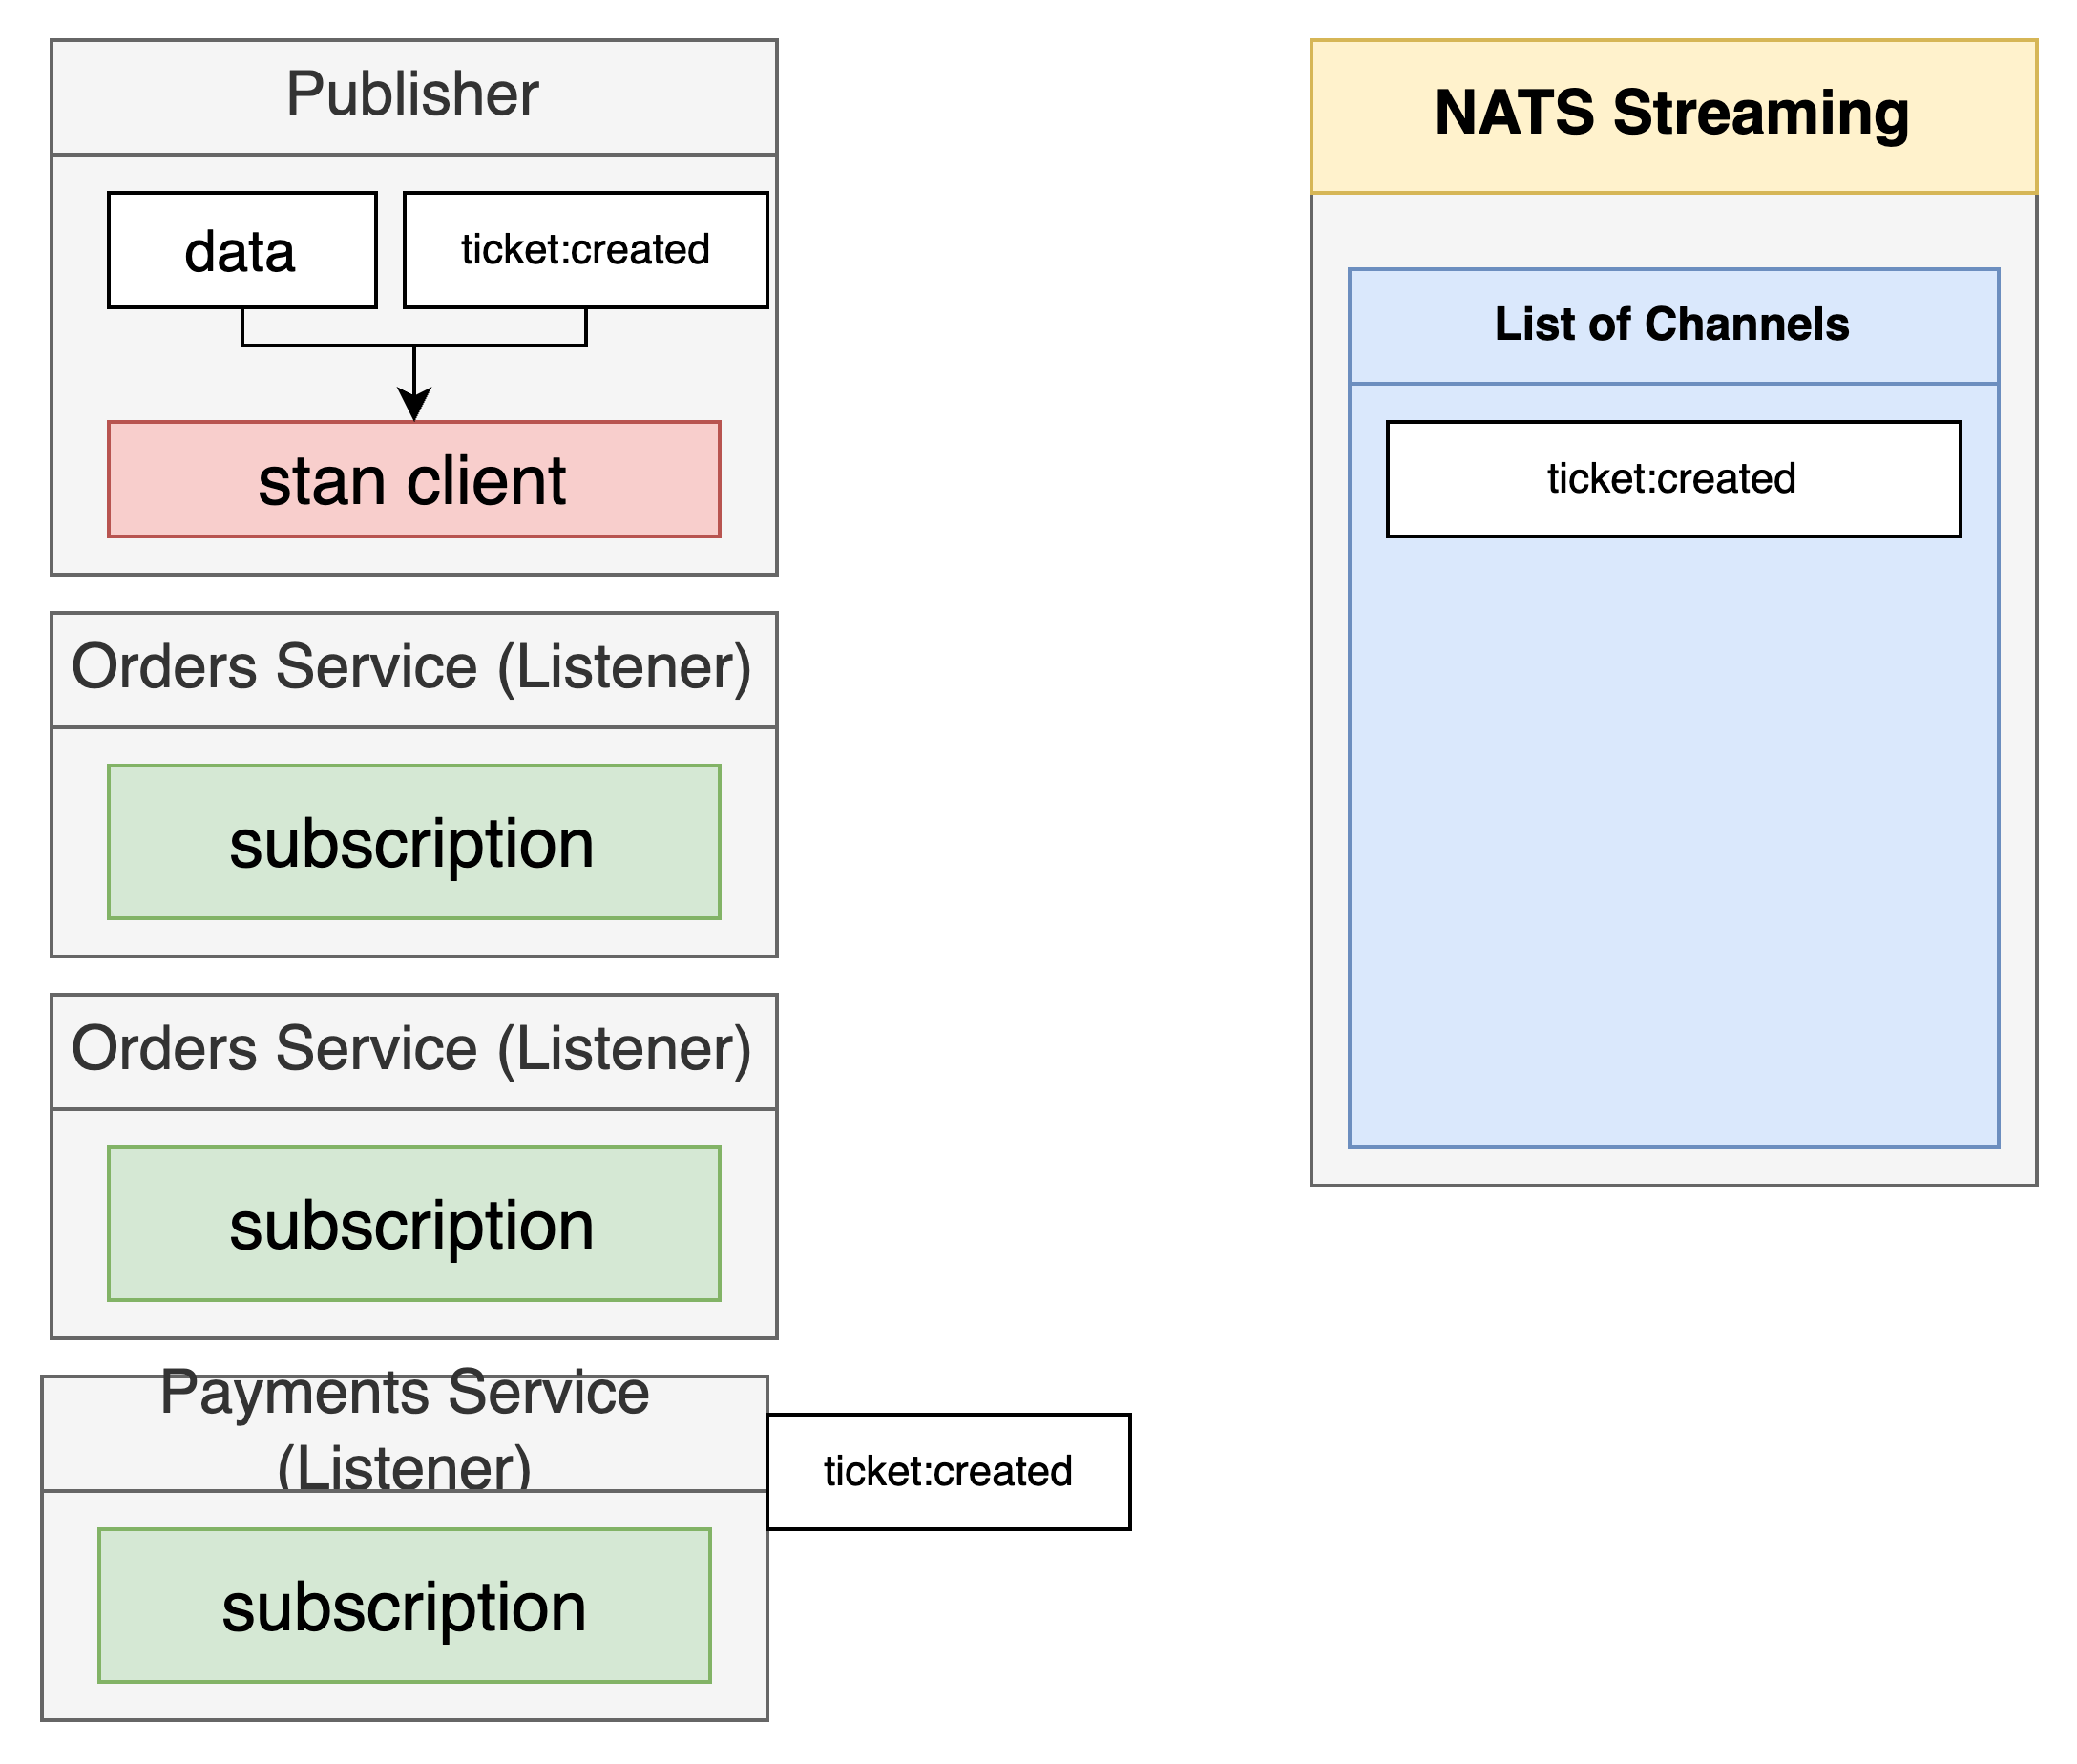 Publisher
data
ticket:created
stan client
Orders Service (Listener)
subscription
Orders Service (Listener)
subscription
Payments Service
(Listener)
ticket:created
subscription
NATS Streaming
List of Channels
ticket:created